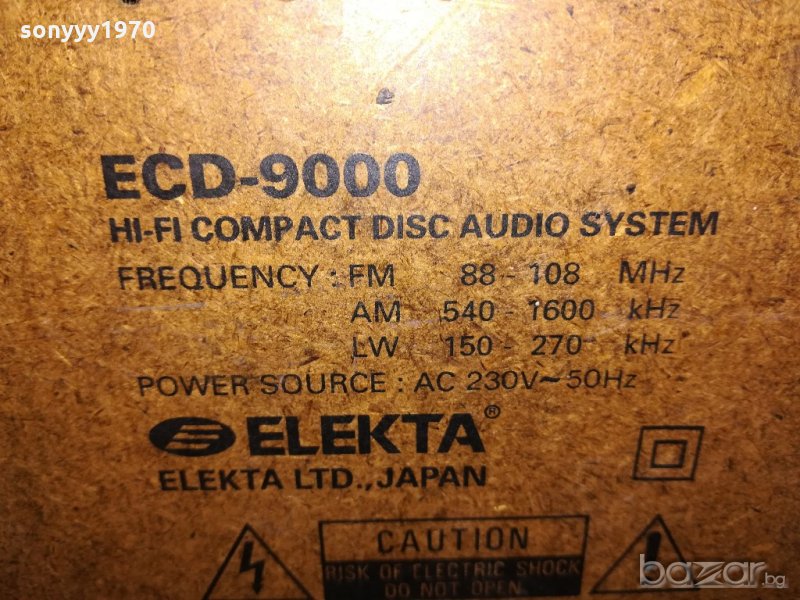 sonyyy1970
ECD-9000
HI-FI COMPACT DISC AUDIO SYSTEM
FREQUENCY : FM 88 - 108 MHz
AM 540 - 1600 kHz
LW 150 - 270 kHz
POWER SOURCE : AC 230V~50Hz
ELEKTA®
ELEKTA LTD.,JAPAN
CAUTION
RISK OF ELECTRIC SHOCK
DO NOT OPEN
bazar.bg